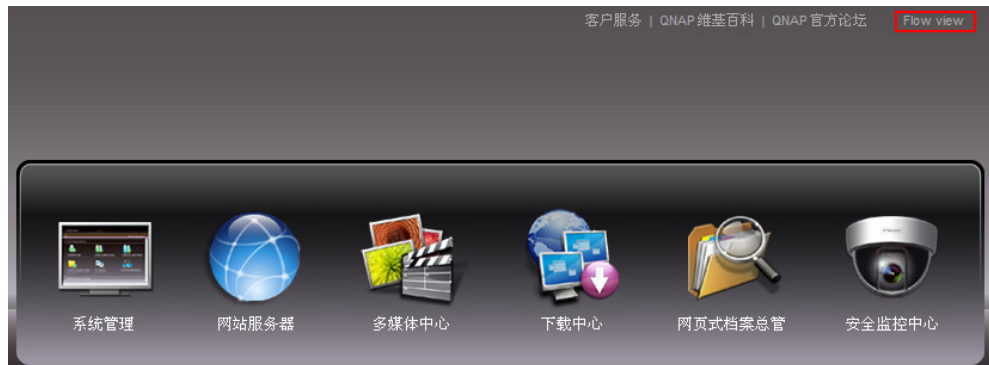 客户服务 | QNAP 维基百科 | QNAP 官方论坛 Flow view
系统管理 网站服务器 多媒体中心 下载中心 网页式档案总管 安全监控中心